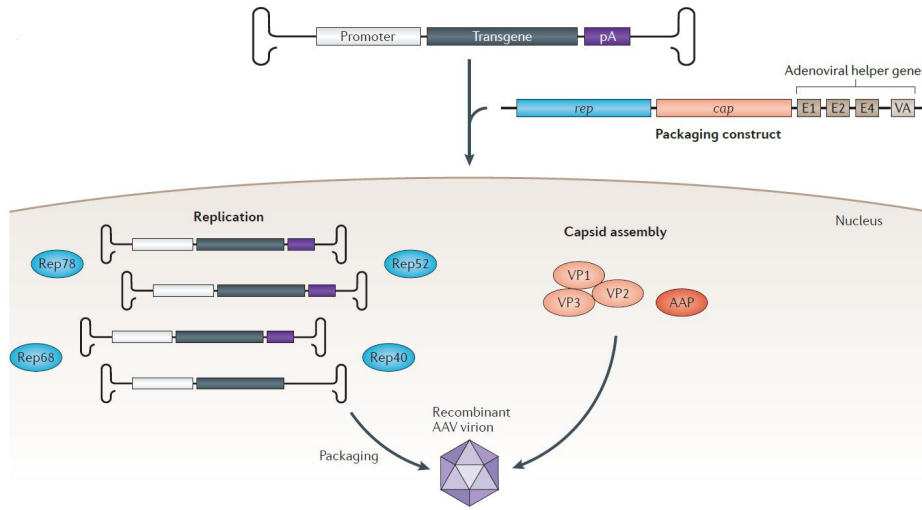 Promoter
Transgene
pA
Adenoviral helper gene
rep
cap
E1
E2
E4
VA
Packaging construct
Replication
Nucleus
Capsid assembly
Rep78
Rep52
VP1
VP2
VP3
AAP
Rep68
Rep40
Recombinant
AAV virion
Packaging